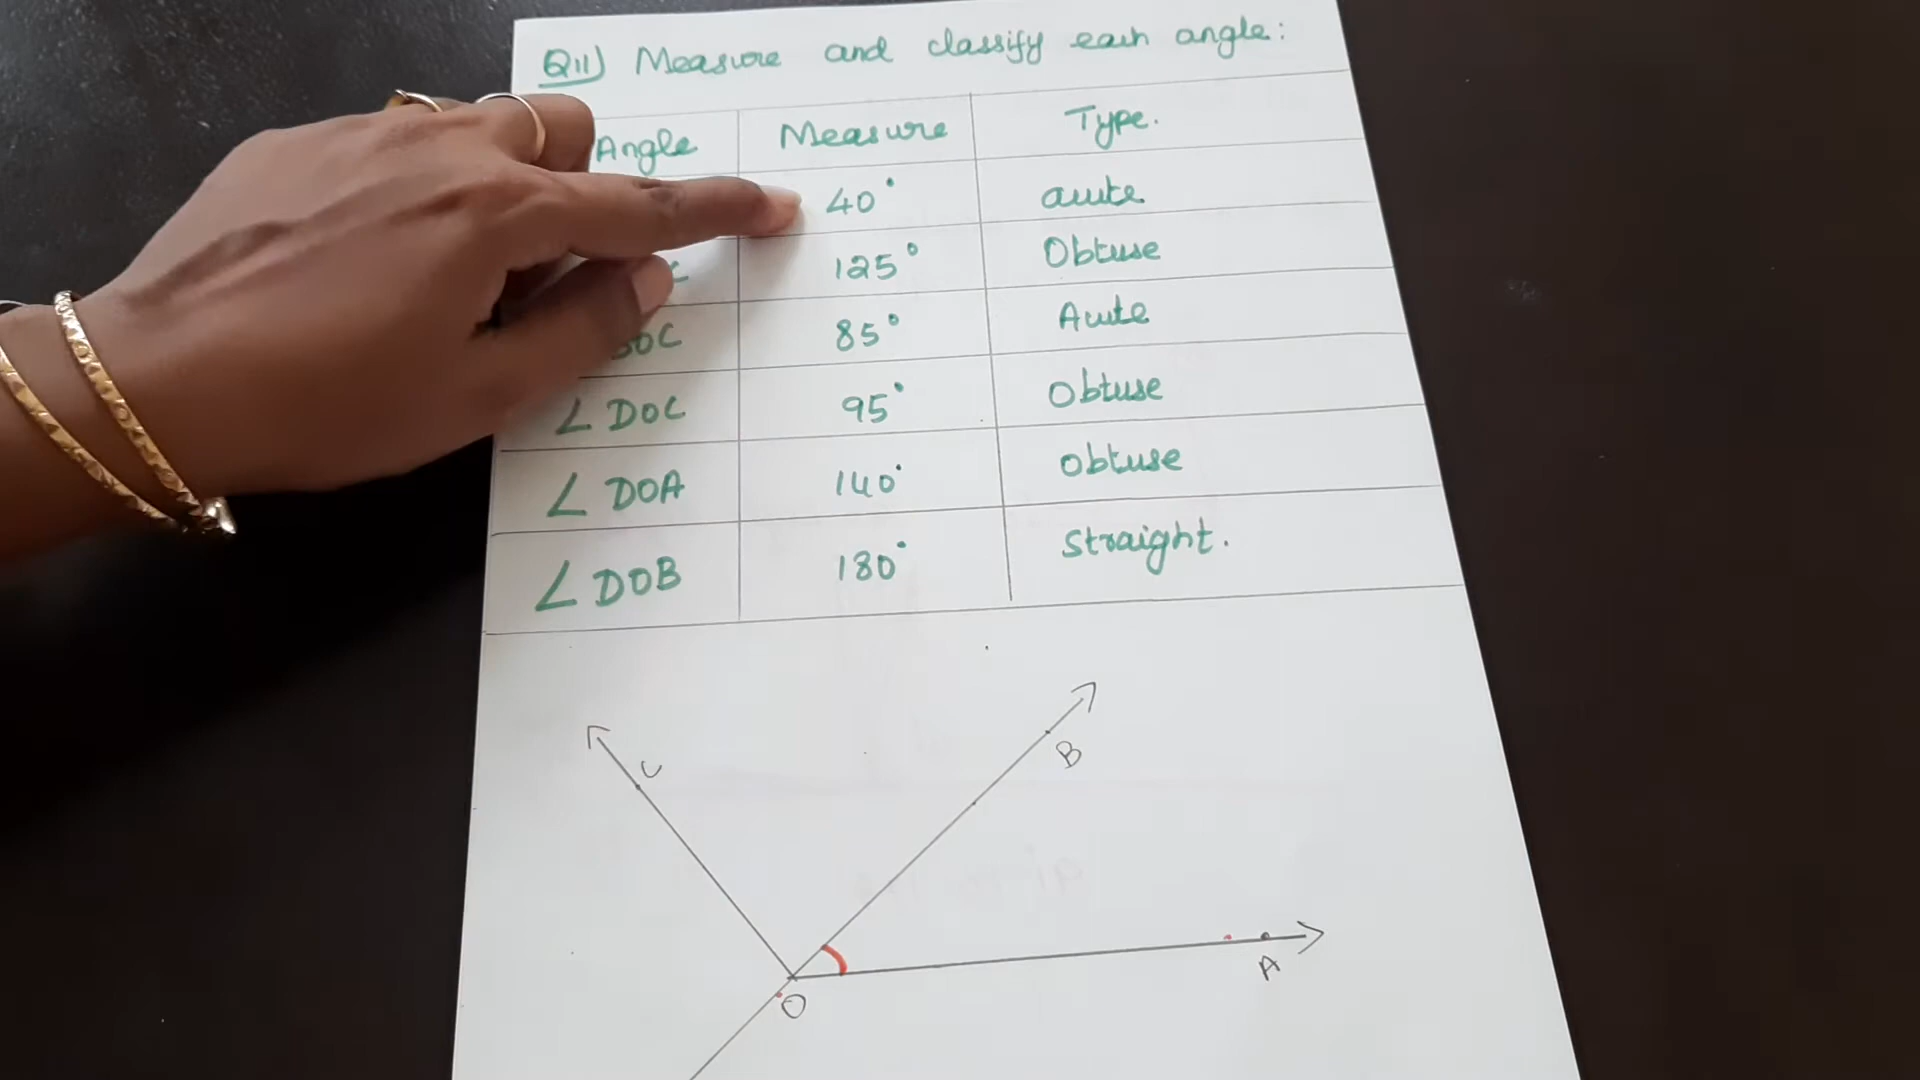 Q11) Measure and classify each angle:
Angle Measure Type.
40° acute
125° Obtuse
BOC 85° Acute
∠DOC 95° Obtuse
∠DOA 140° obtuse
∠DOB 180° Straight.
C
B
A
O